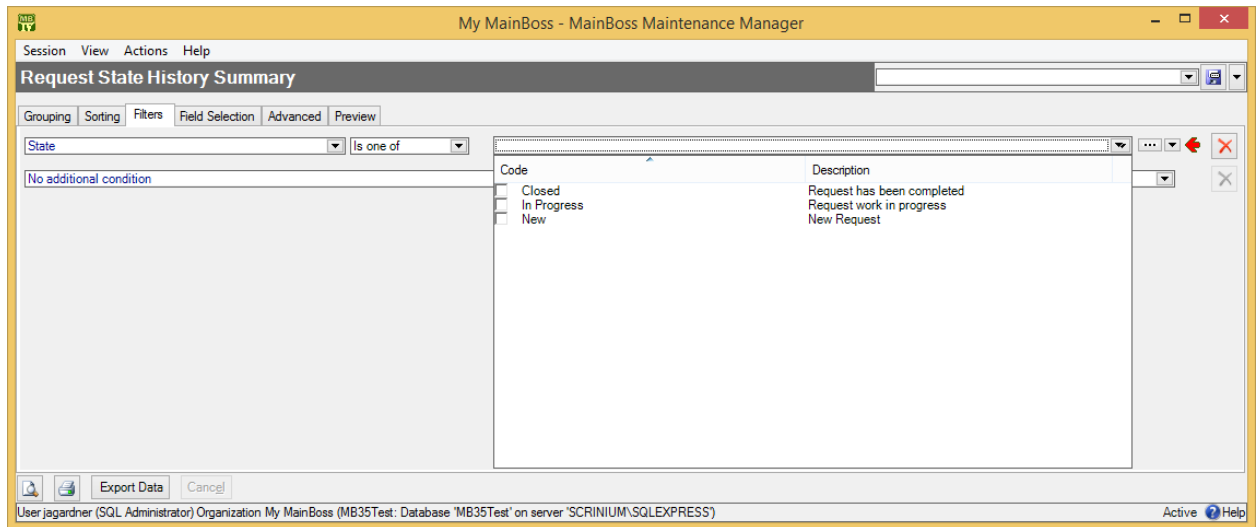 MB
My MainBoss - MainBoss Maintenance Manager
Session View Actions Help
Request State History Summary
Grouping Sorting Filters Field Selection Advanced Preview
State Is one of
No additional condition
Code Description
Closed Request has been completed
In Progress Request work in progress
New New Request
Export Data Cancel
User jagardner (SQL Administrator) Organization My MainBoss (MB35Test: Database 'MB35Test' on server 'SCRINIUM\SQLEXPRESS') Active Help